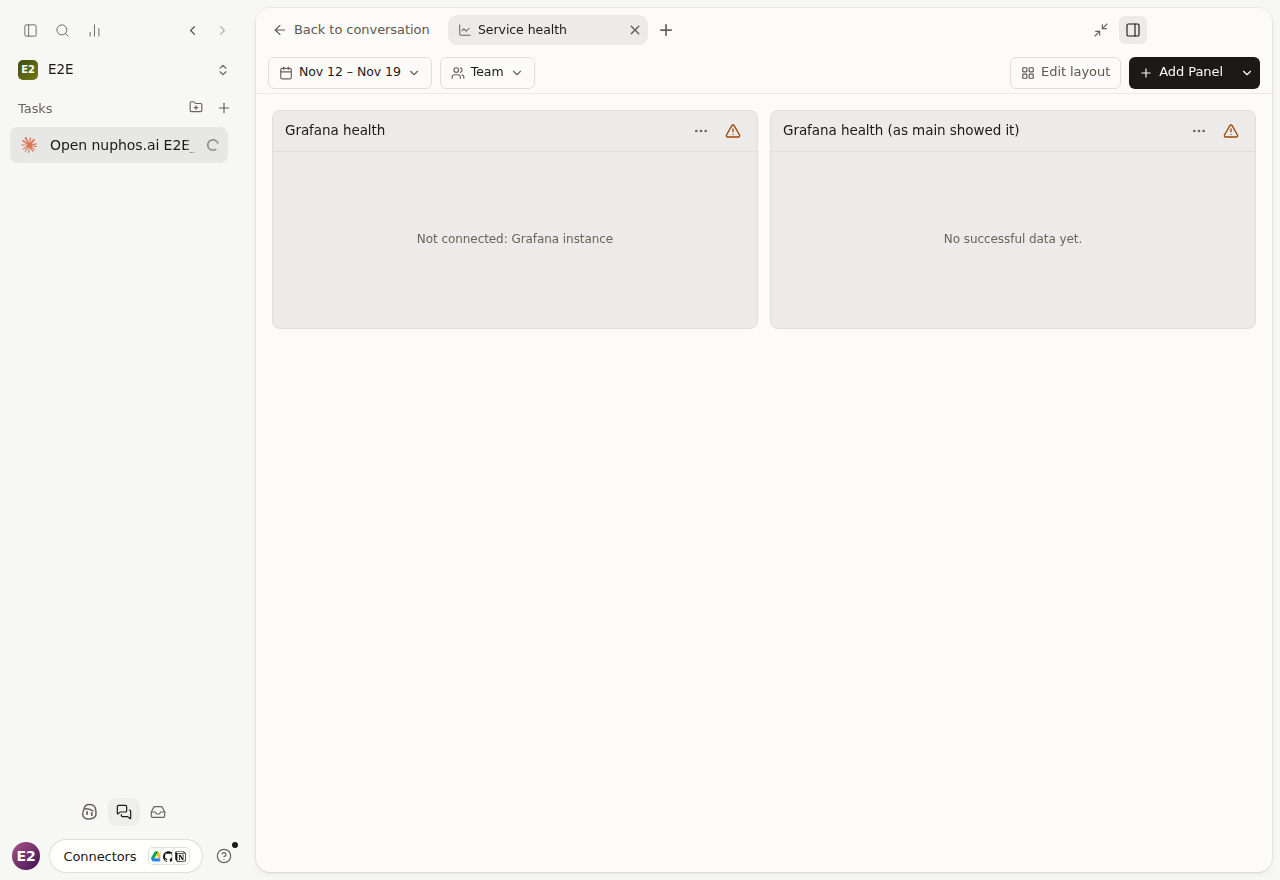 Back to conversation
Service health
E2 E2E
Nov 12 – Nov 19
Team
Edit layout
Add Panel
Tasks
Open nuphos.ai E2E_
Grafana health
Grafana health (as main showed it)
Not connected: Grafana instance
No successful data yet.
E2
Connectors